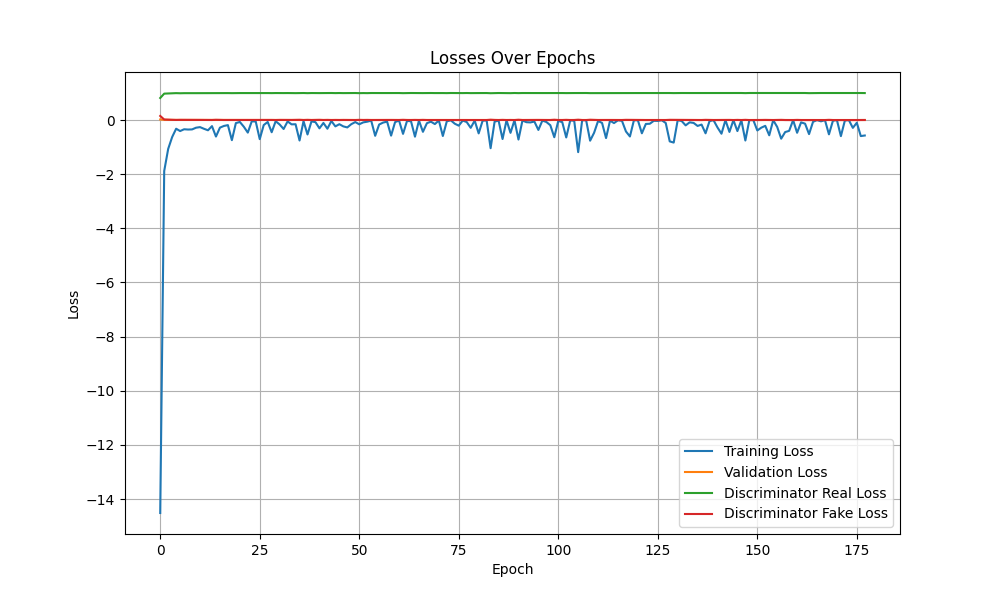 Losses Over Epochs
Loss
0
−2
−4
−6
−8
−10
−12
−14
0 25 50 75 100 125 150 175
Epoch
Training Loss
Validation Loss
Discriminator Real Loss
Discriminator Fake Loss